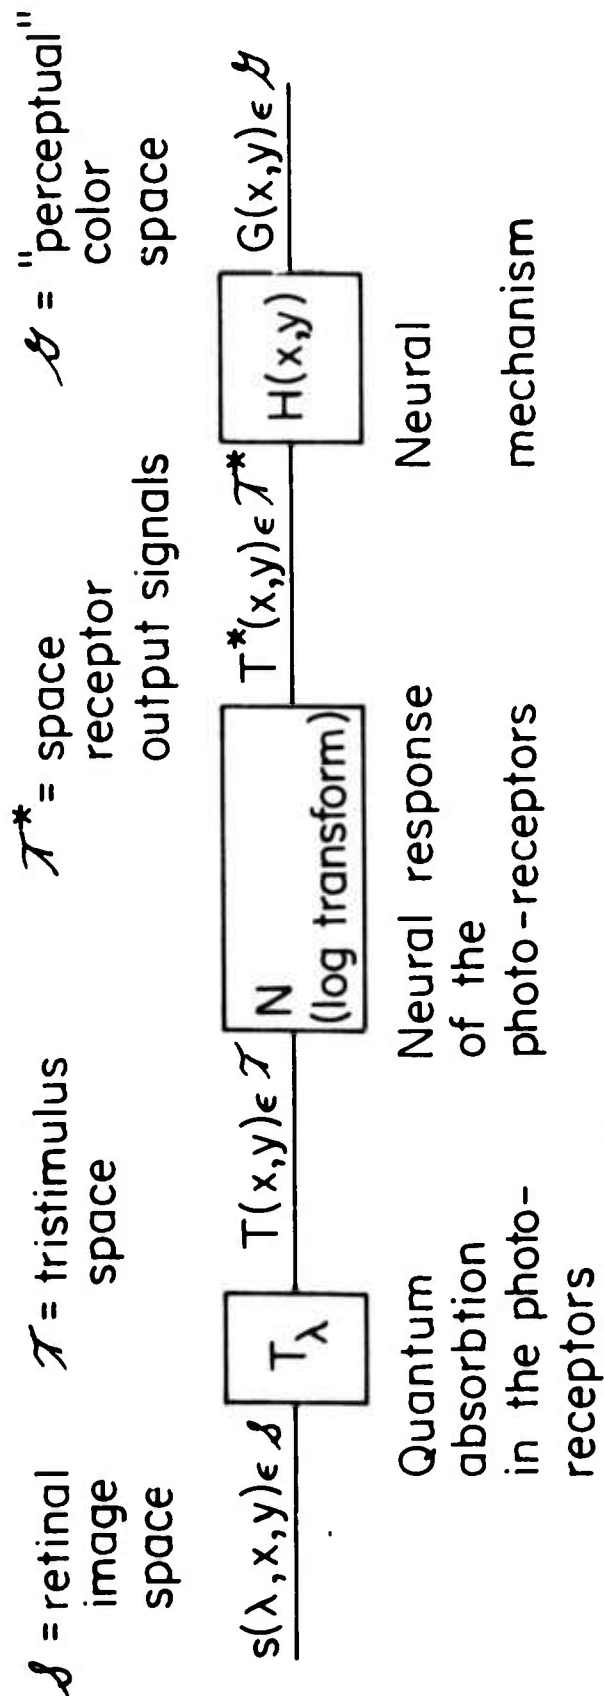 𝒮 = retinal
image
space
𝒯 = tristimulus
space
𝒯* = space
receptor
output signals
𝒢 = "perceptual"
color
space
s(λ,x,y)ϵ 𝒮
T_λ
T(x,y)ϵ 𝒯
N
(log transform)
T*(x,y)ϵ 𝒯*
H(x,y)
G(x,y)ϵ 𝒢
Quantum
absorbtion
in the photo-
receptors
Neural response
of the
photo-receptors
Neural
mechanism